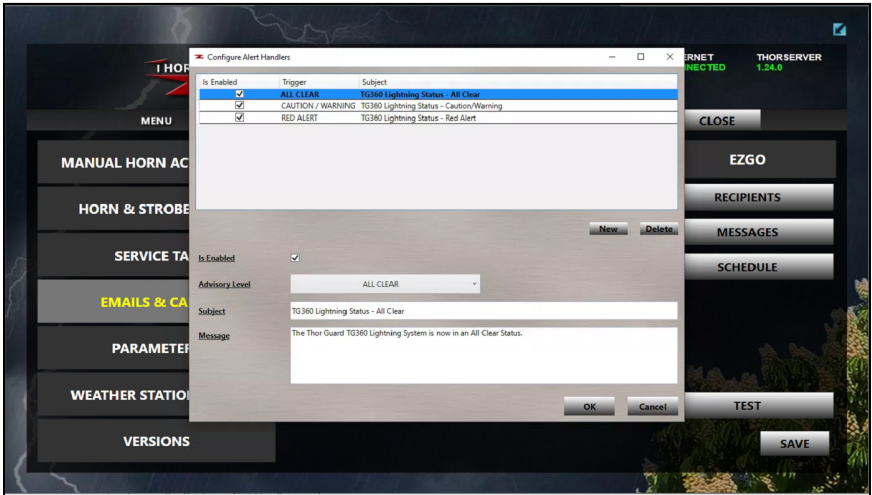 Configure Alert Handlers
THOR
ERNET
NECTED
THORSERVER
1.24.0
MENU
CLOSE
Is Enabled Trigger Subject
ALL CLEAR TG360 Lightning Status - All Clear
CAUTION / WARNING TG360 Lightning Status - Caution/Warning
RED ALERT TG360 Lightning Status - Red Alert
New Delete
Is Enabled
Advisory Level ALL CLEAR
Subject TG360 Lightning Status - All Clear
Message The Thor Guard TG360 Lightning System is now in an All Clear Status.
OK Cancel
MANUAL HORN AC
HORN & STROBE
SERVICE TA
EMAILS & CA
PARAMETER
WEATHER STATIO
VERSIONS
EZGO
RECIPIENTS
MESSAGES
SCHEDULE
TEST
SAVE